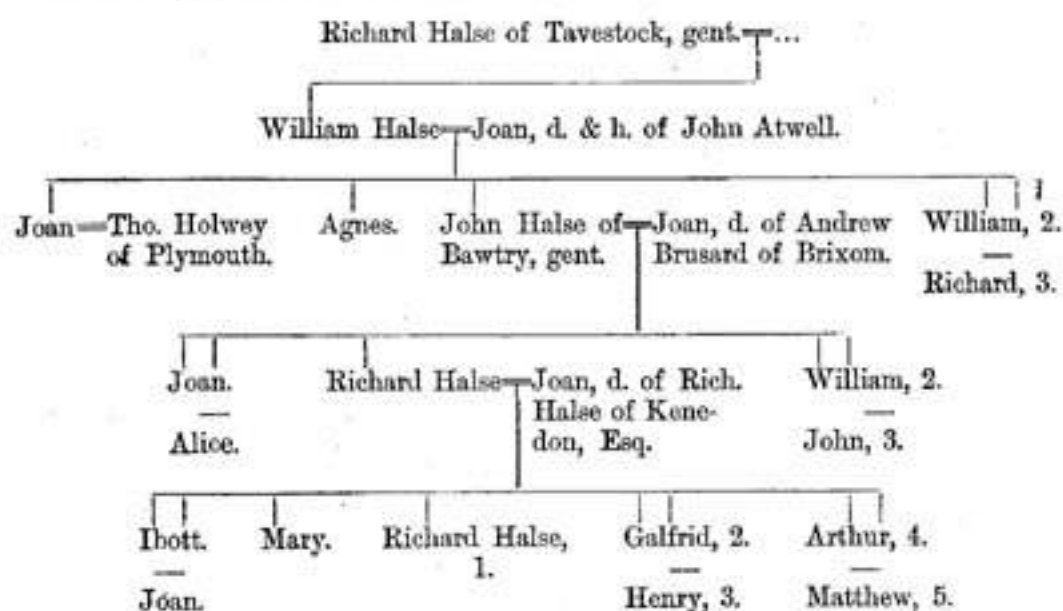 Richard Halse of Tavestock, gent.=...
William Halse=Joan, d. & h. of John Atwell.
Joan=Tho. Holwey of Plymouth.
Agnes.
John Halse of Bawtry, gent.=Joan, d. of Andrew Brusard of Brixom.
William, 2.
—
Richard, 3.
Joan.
—
Alice.
Richard Halse=Joan, d. of Rich. Halse of Kenedon, Esq.
William, 2.
—
John, 3.
Ibott.
—
Joan.
Mary.
Richard Halse, 1.
Galfrid, 2.
—
Henry, 3.
Arthur, 4.
—
Matthew, 5.